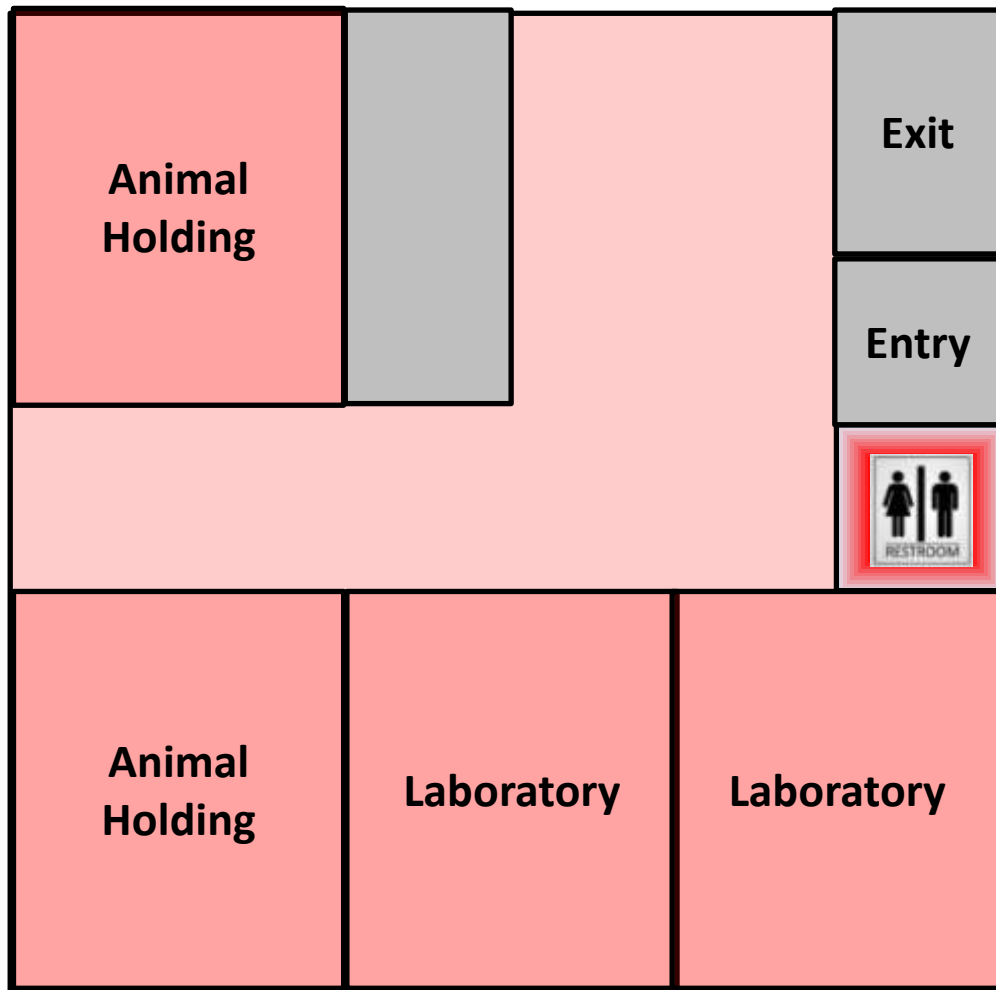 Animal
Holding
Exit
Entry
RESTROOM
Animal
Holding
Laboratory
Laboratory